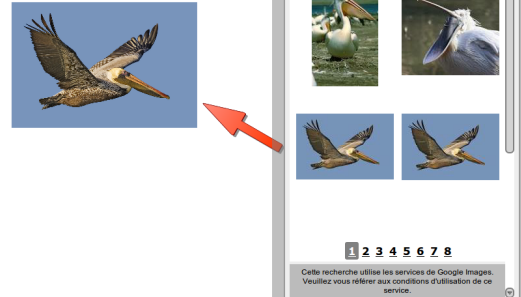 1 2 3 4 5 6 7 8
Cette recherche utilise les services de Google Images.
Veuillez vous référer aux conditions d'utilisation de ce
service.